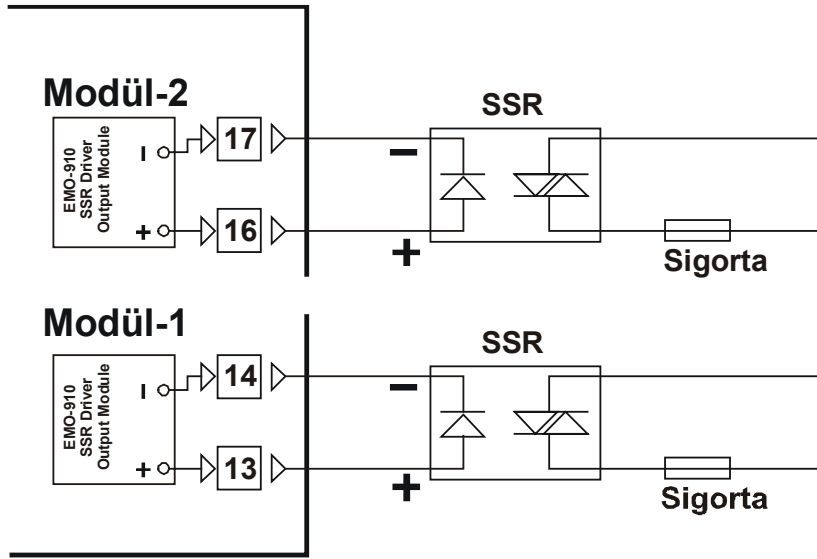 Modül-2
EMO-910
SSR Driver
Output Module
17
16
-
+
SSR
-
+
Sigorta
Modül-1
EMO-910
SSR Driver
Output Module
14
13
-
+
SSR
-
+
Sigorta